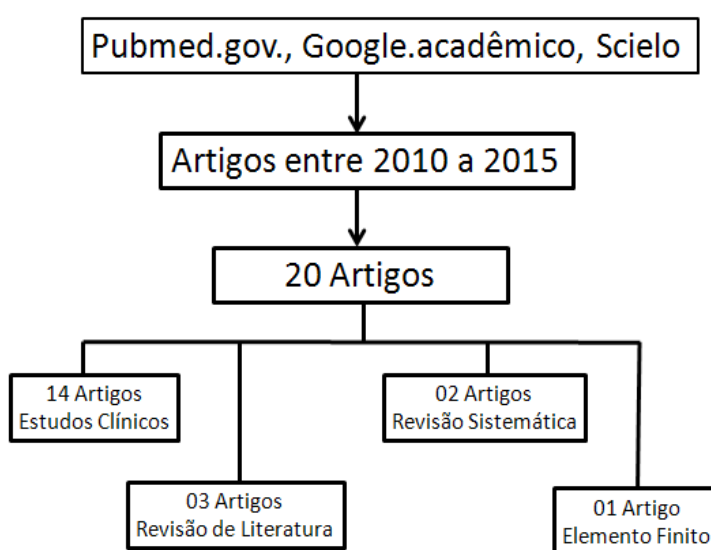 Pubmed.gov., Google.acadêmico, Scielo
Artigos entre 2010 a 2015
20 Artigos
14 Artigos
Estudos Clínicos
02 Artigos
Revisão Sistemática
03 Artigos
Revisão de Literatura
01 Artigo
Elemento Finito